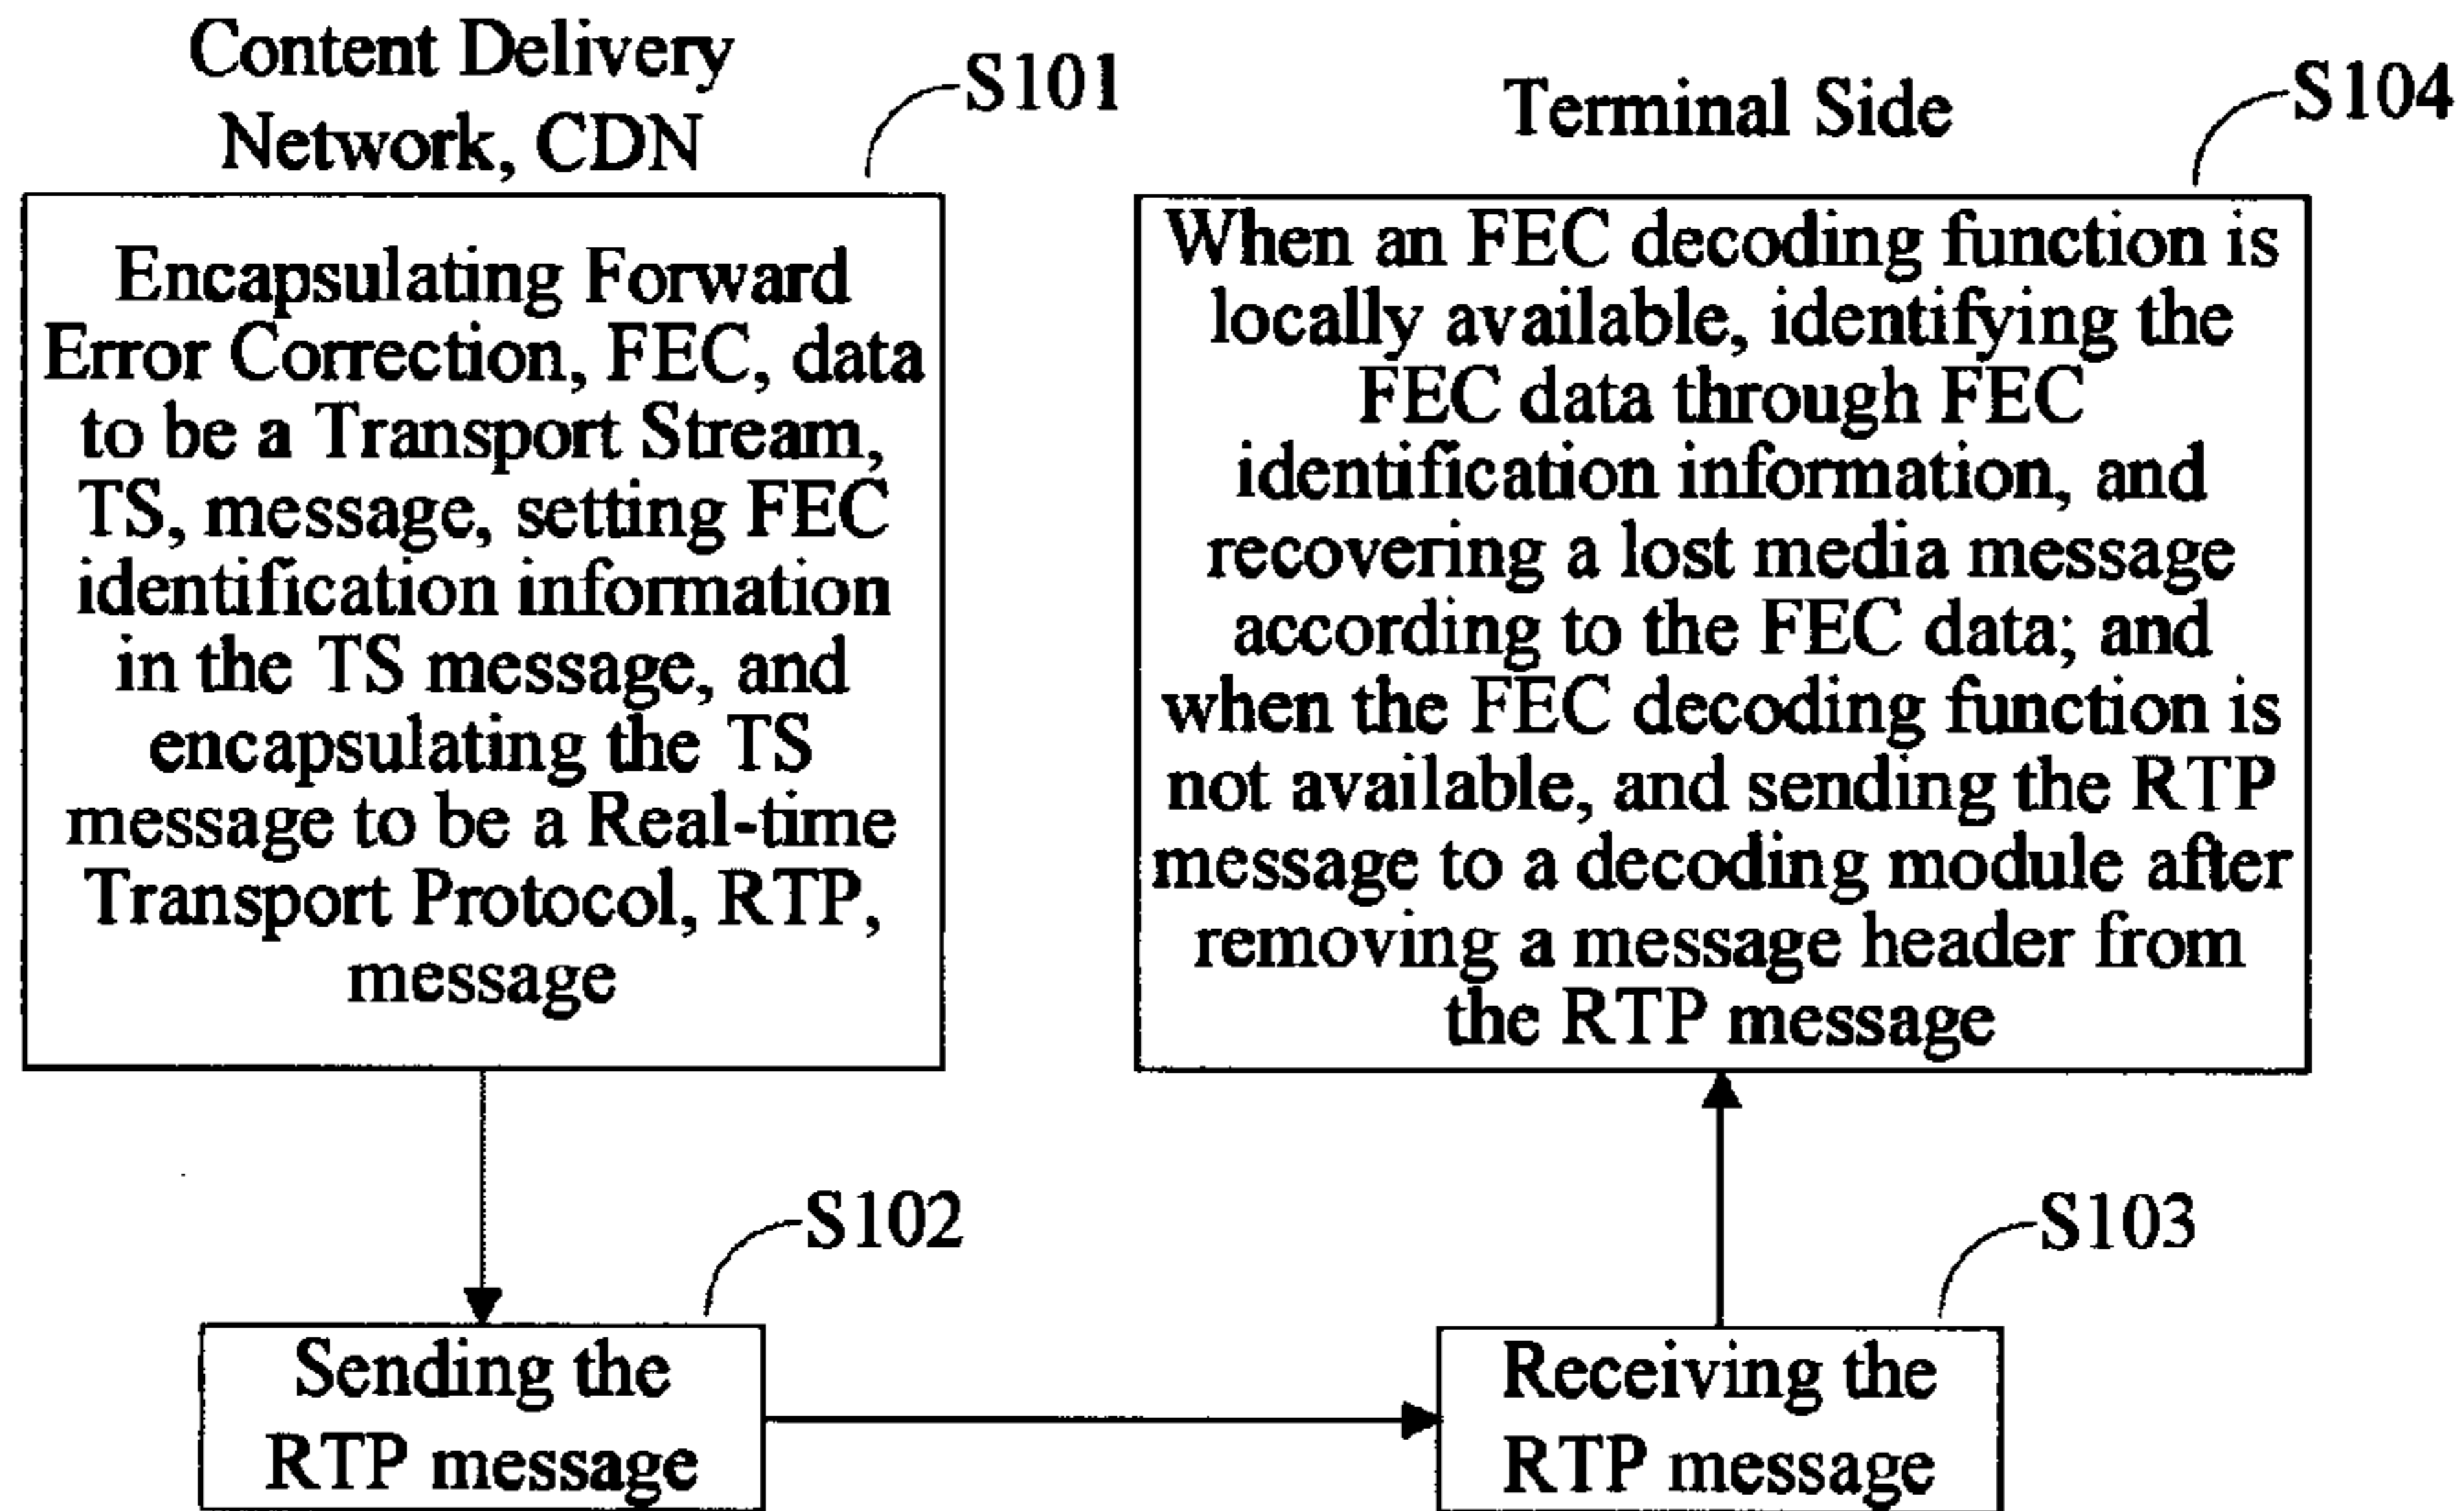 Content Delivery
Network, CDN
S101
Encapsulating Forward
Error Correction, FEC, data
to be a Transport Stream,
TS, message, setting FEC
identification information
in the TS message, and
encapsulating the TS
message to be a Real-time
Transport Protocol, RTP,
message
S102
Sending the
RTP message
Terminal Side
S104
When an FEC decoding function is
locally available, identifying the
FEC data through FEC
identification information, and
recovering a lost media message
according to the FEC data; and
when the FEC decoding function is
not available, and sending the RTP
message to a decoding module after
removing a message header from
the RTP message
S103
Receiving the
RTP message